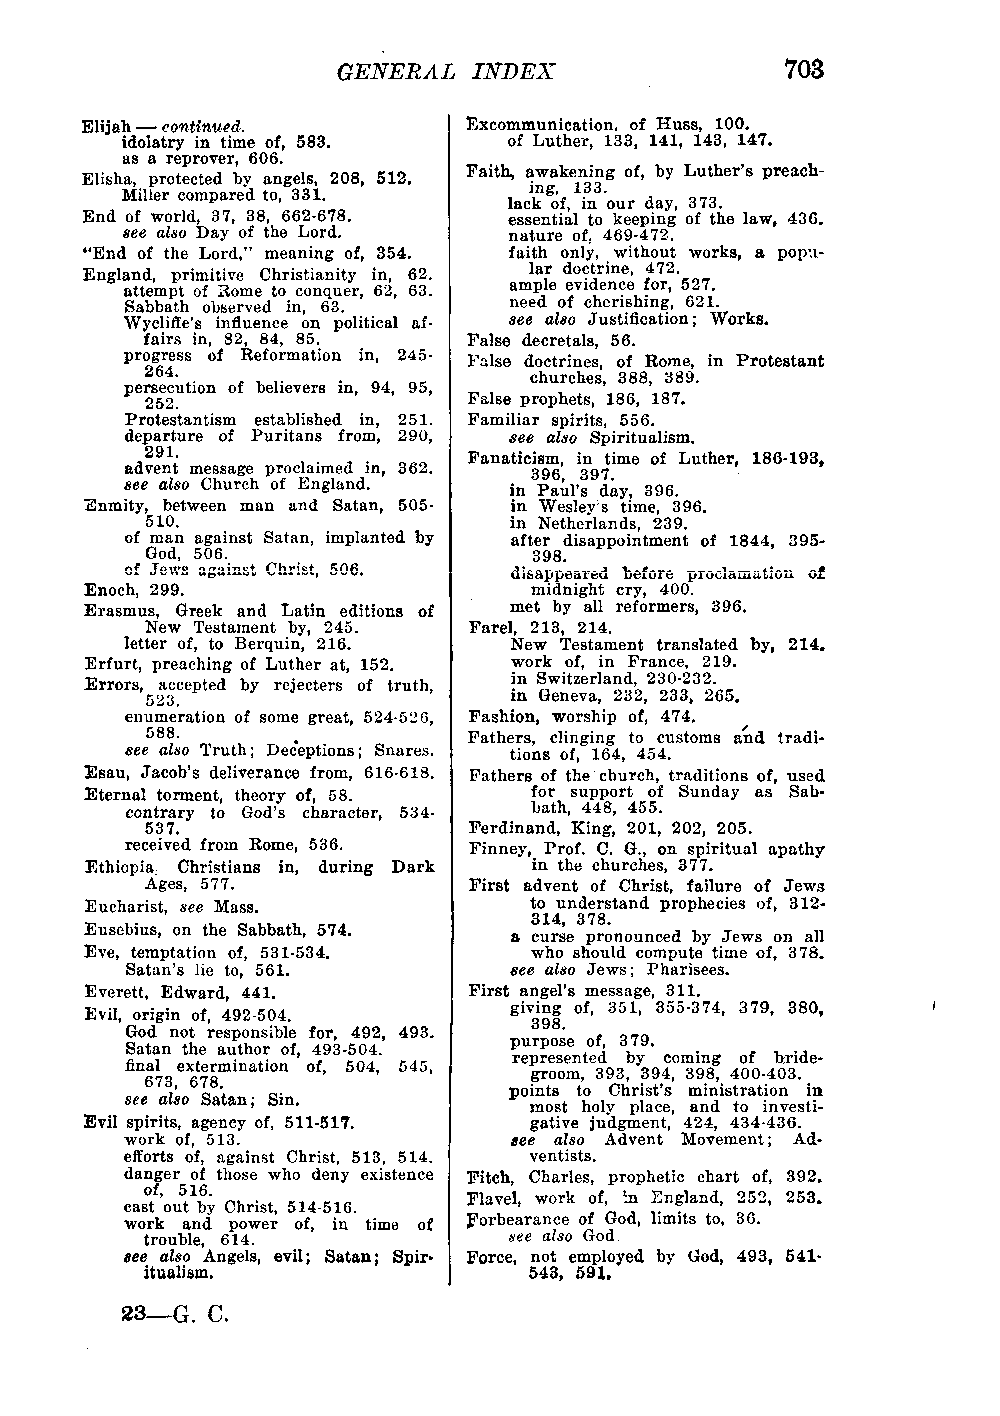 GENERAL INDEX 703
Elijah — continued.
idolatry in time of, 583.
as a reprover, 606.
Elisha, protected by angels, 208, 512.
Miller compared to, 331.
End of world, 37, 38, 662-678.
see also Day of the Lord.
"End of the Lord," meaning of, 354.
England, primitive Christianity in, 62.
attempt of Rome to conquer, 62, 63.
Sabbath observed in, 63.
Wycliffe's influence on political af-
fairs in, 82, 84, 85.
progress of Reformation in, 245-
264.
persecution of believers in, 94, 95,
252.
Protestantism established in, 251.
departure of Puritans from, 290,
291.
advent message proclaimed in, 362.
see also Church of England.
Enmity, between man and Satan, 505-
510.
of man against Satan, implanted by
God, 506.
of Jews against Christ, 506.
Enoch, 299.
Erasmus, Greek and Latin editions of
New Testament by, 245.
letter of, to Berquin, 216.
Erfurt, preaching of Luther at, 152.
Errors, accepted by rejecters of truth,
523.
enumeration of some great, 524-526,
588.
see also Truth; Deceptions; Snares.
Esau, Jacob's deliverance from, 616-618.
Eternal torment, theory of, 58.
contrary to God's character, 534-
537.
received from Rome, 536.
Ethiopia, Christians in, during Dark
Ages, 577.
Eucharist, see Mass.
Eusebius, on the Sabbath, 574.
Eve, temptation of, 531-534.
Satan's lie to, 561.
Everett, Edward, 441.
Evil, origin of, 492-504.
God not responsible for, 492, 493.
Satan the author of, 493-504.
final extermination of, 504, 545,
673, 678.
see also Satan; Sin.
Evil spirits, agency of, 511-517.
work of, 513.
efforts of, against Christ, 513, 514.
danger of those who deny existence
of, 516.
cast out by Christ, 514-516.
work and power of, in time of
trouble, 614.
see also Angels, evil; Satan; Spir-
itualism.
Excommunication, of Huss, 100.
of Luther, 133, 141, 143, 147.
Faith, awakening of, by Luther's preach-
ing, 133.
lack of, in our day, 373.
essential to keeping of the law, 436.
nature of, 469-472.
faith only, without works, a popu-
lar doctrine, 472.
ample evidence for, 527.
need of cherishing, 621.
see also Justification; Works.
False decretals, 56.
False doctrines, of Rome, in Protestant
churches, 388, 389.
False prophets, 186, 187.
Familiar spirits, 556.
see also Spiritualism.
Fanaticism, in time of Luther, 186-193,
396, 397.
in Paul's day, 396.
in Wesley's time, 396.
in Netherlands, 239.
after disappointment of 1844, 395-
398.
disappeared before proclamation of
midnight cry, 400.
met by all reformers, 396.
Farel, 213, 214.
New Testament translated by, 214.
work of, in France, 219.
in Switzerland, 230-232.
in Geneva, 232, 233, 265.
Fashion, worship of, 474.
Fathers, clinging to customs and tradi-
tions of, 164, 454.
Fathers of the church, traditions of, used
for support of Sunday as Sab-
bath, 448, 455.
Ferdinand, King, 201, 202, 205.
Finney, Prof. C. G., on spiritual apathy
in the churches, 377.
First advent of Christ, failure of Jews
to understand prophecies of, 312-
314, 378.
a curse pronounced by Jews on all
who should compute time of, 378.
see also Jews; Pharisees.
First angel's message, 311.
giving of, 351, 355-374, 379, 380,
398.
purpose of, 379.
represented by coming of bride-
groom, 393, 394, 398, 400-403.
points to Christ's ministration in
most holy place, and to investi-
gative judgment, 424, 434-436.
see also Advent Movement; Ad-
ventists.
Fitch, Charles, prophetic chart of, 392.
Flavel, work of, in England, 252, 253.
Forbearance of God, limits to, 36.
see also God.
Force, not employed by God, 493, 541-
543, 591.
23—G. C.